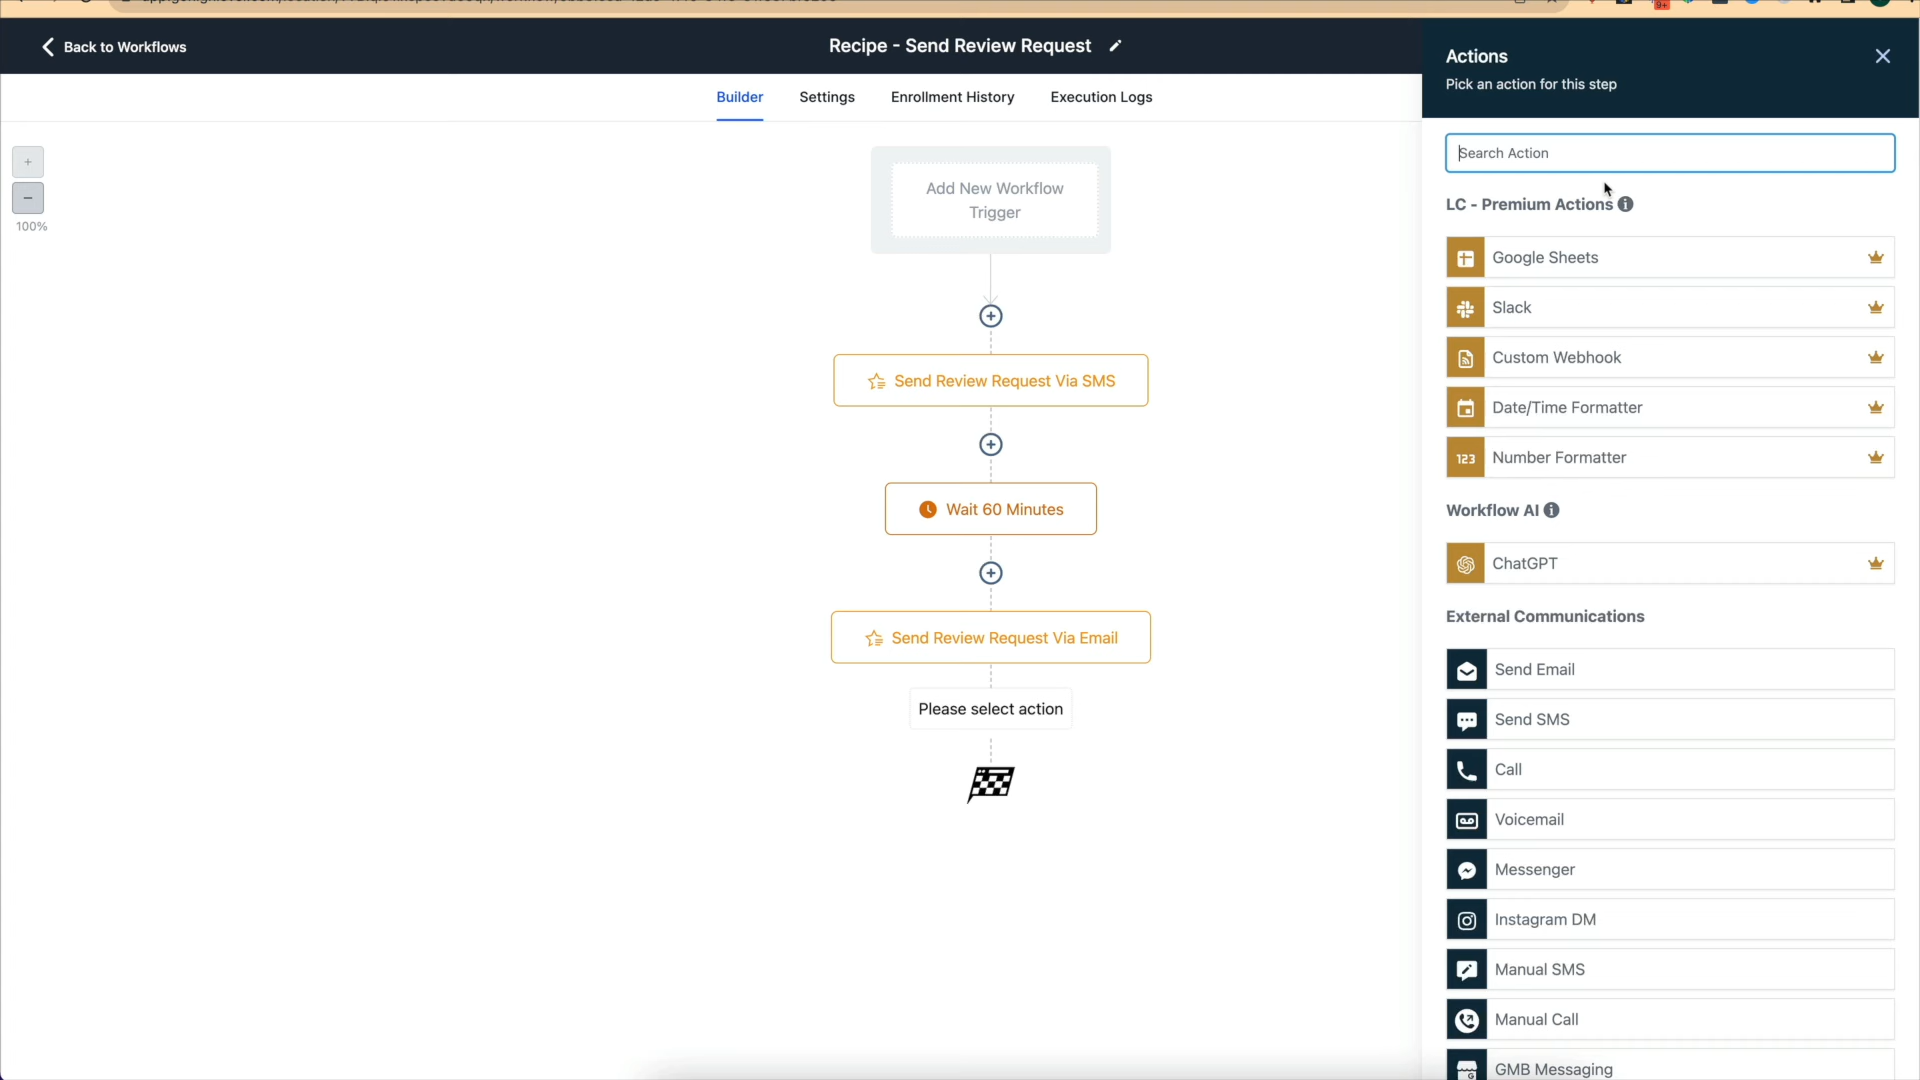 Back to Workflows
Recipe - Send Review Request
Builder
Settings
Enrollment History
Execution Logs
+
−
100%
Add New Workflow
Trigger
Send Review Request Via SMS
Wait 60 Minutes
Send Review Request Via Email
Please select action
Actions
Pick an action for this step
Search Action
LC - Premium Actions
Google Sheets
Slack
Custom Webhook
Date/Time Formatter
123
Number Formatter
Workflow AI
ChatGPT
External Communications
Send Email
Send SMS
Call
Voicemail
Messenger
Instagram DM
Manual SMS
Manual Call
GMB Messaging
9+